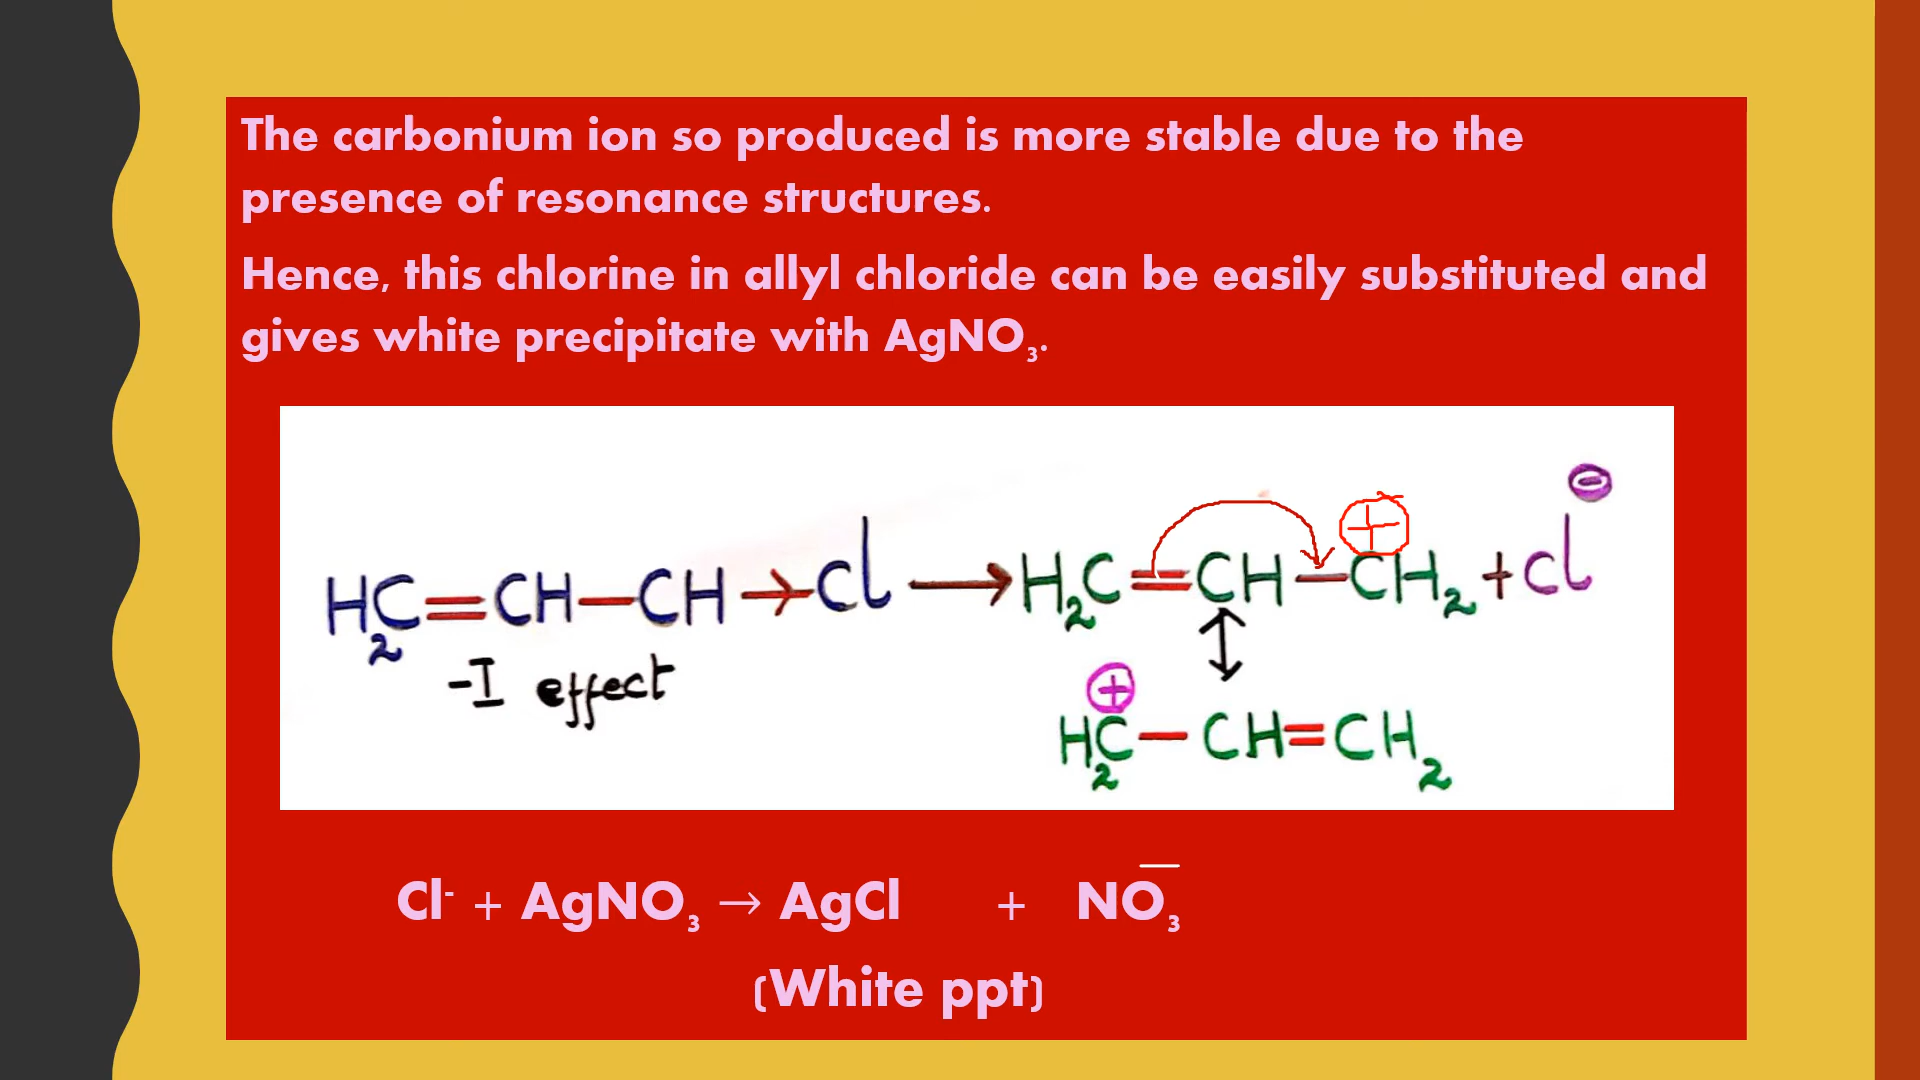 The carbonium ion so produced is more stable due to the
presence of resonance structures.
Hence, this chlorine in allyl chloride can be easily substituted and
gives white precipitate with AgNO₃.
H₂C=CH–CH→Cl ⟶ H₂C=CH–CH₂ + Cl
⊕ ⊖
-I effect
↕
⊕
H₂C–CH=CH₂
Cl⁻ + AgNO₃ → AgCl + NO₃⁻
(White ppt)